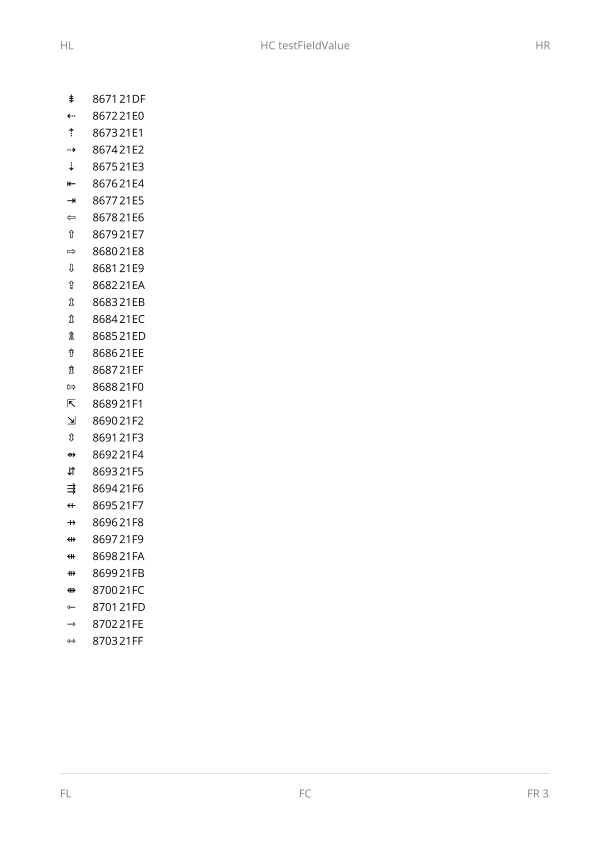 HL HC testFieldValue HR
⇟ 8671 21DF
⇠ 8672 21E0
⇡ 8673 21E1
⇢ 8674 21E2
⇣ 8675 21E3
⇤ 8676 21E4
⇥ 8677 21E5
⇦ 8678 21E6
⇧ 8679 21E7
⇨ 8680 21E8
⇩ 8681 21E9
⇪ 8682 21EA
⇫ 8683 21EB
⇬ 8684 21EC
⇭ 8685 21ED
⇮ 8686 21EE
⇯ 8687 21EF
⇰ 8688 21F0
⇱ 8689 21F1
⇲ 8690 21F2
⇳ 8691 21F3
⇴ 8692 21F4
⇵ 8693 21F5
⇶ 8694 21F6
⇷ 8695 21F7
⇸ 8696 21F8
⇹ 8697 21F9
⇺ 8698 21FA
⇻ 8699 21FB
⇼ 8700 21FC
⇽ 8701 21FD
⇾ 8702 21FE
⇿ 8703 21FF
FL FC FR 3